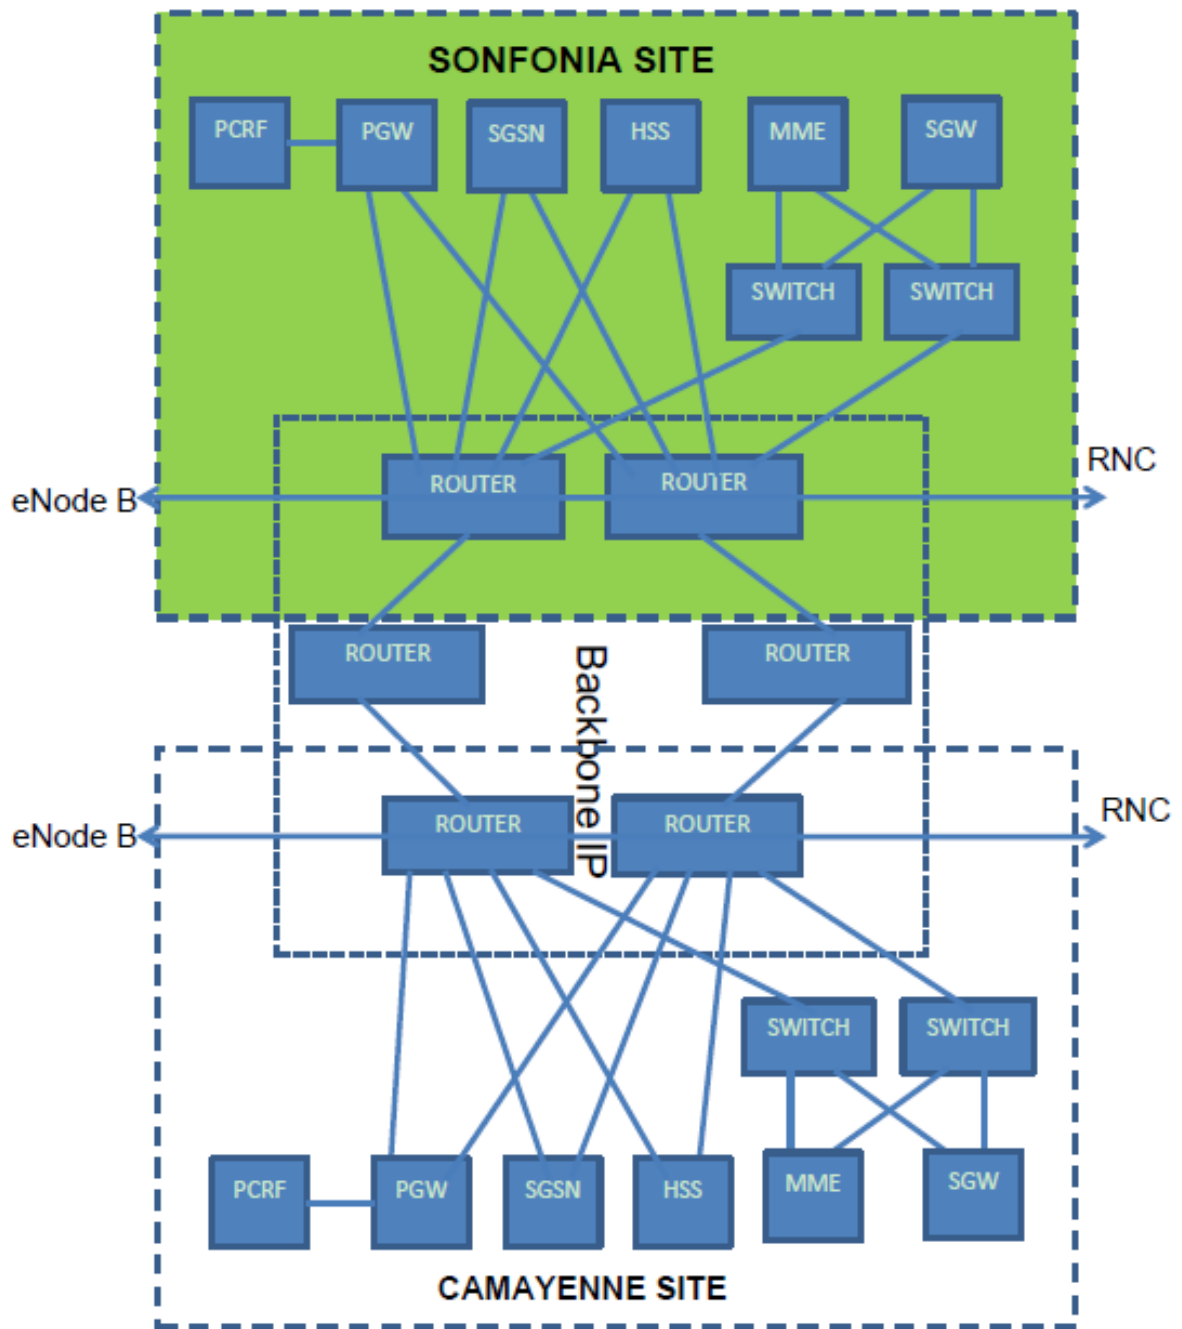 SONFONIA SITE
PCRF
PGW
SGSN
HSS
MME
SGW
SWITCH
SWITCH
ROUTER
ROUTER
eNode B
RNC
ROUTER
ROUTER
Backbone IP
ROUTER
ROUTER
eNode B
RNC
SWITCH
SWITCH
PCRF
PGW
SGSN
HSS
MME
SGW
CAMAYENNE SITE